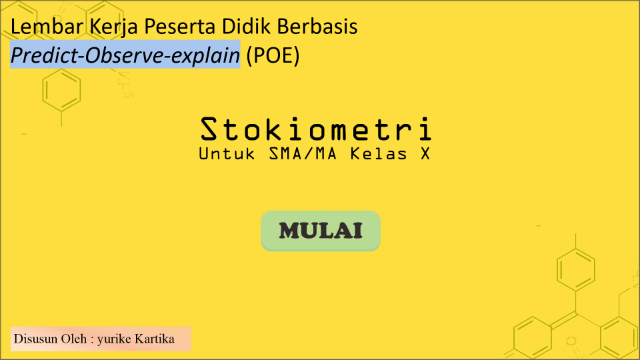 Lembar Kerja Peserta Didik Berbasis
Predict-Observe-explain (POE)
Stokiometri
Untuk SMA/MA Kelas X
MULAI
Disusun Oleh : yurike Kartika